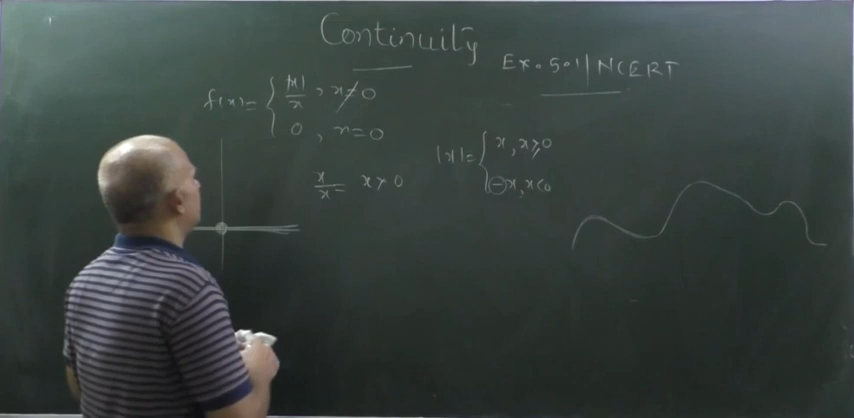 Continuity
Ex. 5.1 | NCERT
f(x) = { |x|/x , x ≠ 0
0 , x = 0
|x| = { x , x ≥ 0
-x , x < 0
x/x = x > 0